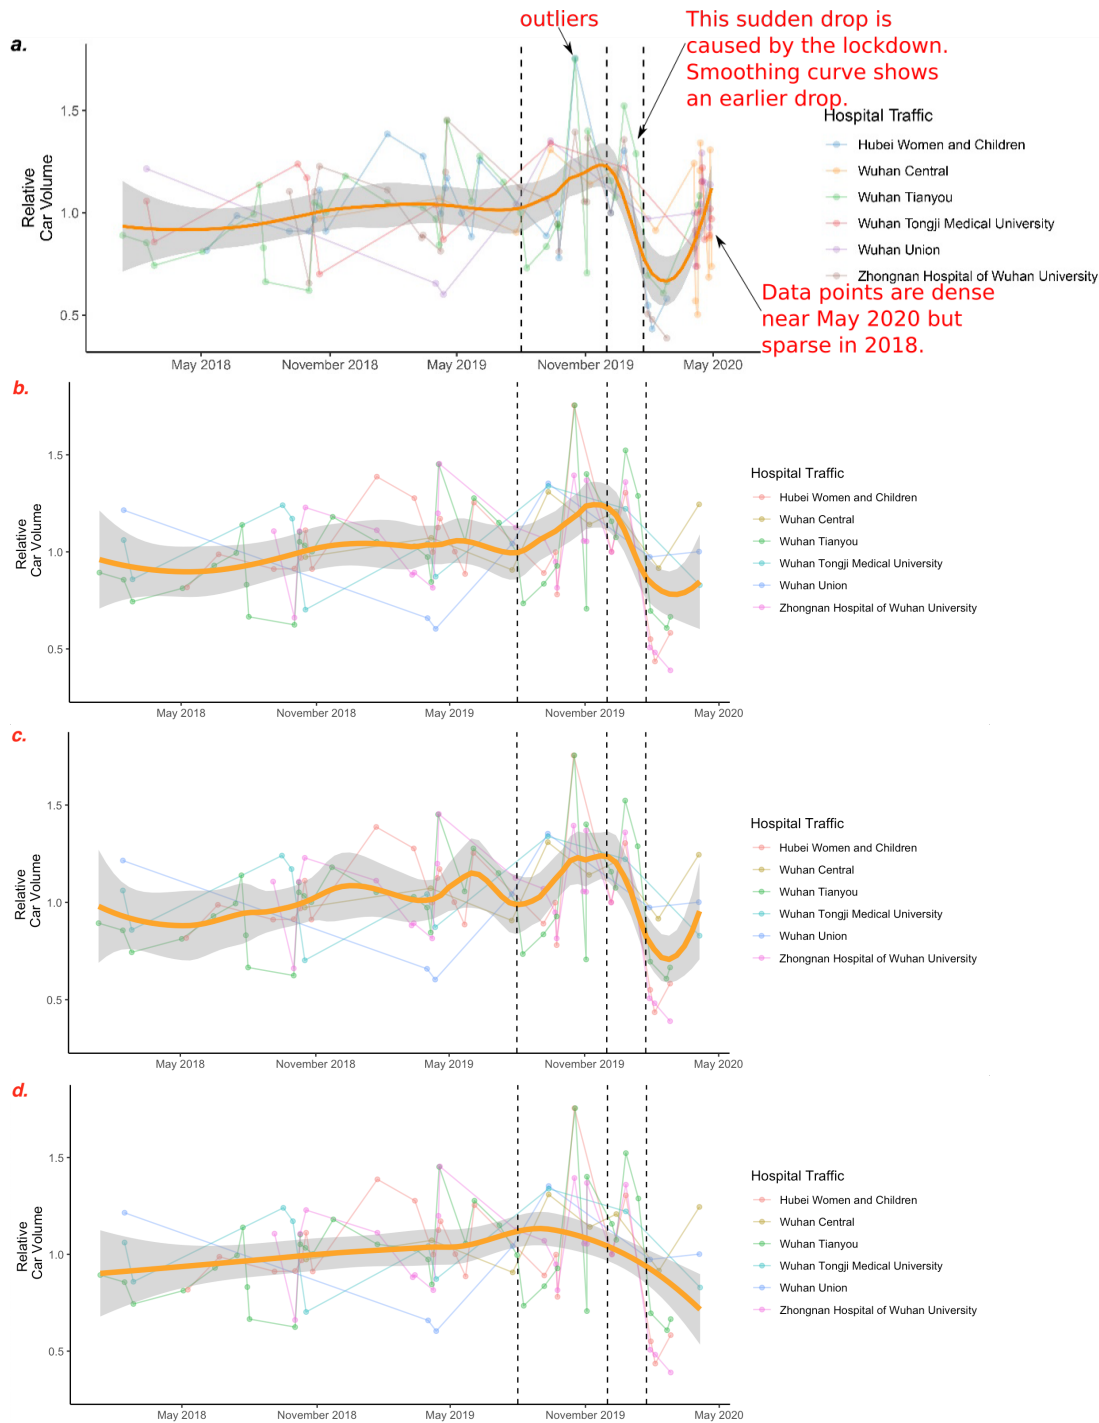 outliers
This sudden drop is
caused by the lockdown.
Smoothing curve shows
an earlier drop.
a.
1.5
1.0
0.5
Relative
Car Volume
Hospital Traffic
Hubei Women and Children
Wuhan Central
Wuhan Tianyou
Wuhan Tongji Medical University
Wuhan Union
Zhongnan Hospital of Wuhan University
Data points are dense
near May 2020 but
sparse in 2018.
May 2018 November 2018 May 2019 November 2019 May 2020
b.
1.5
1.0
0.5
Relative
Car Volume
Hospital Traffic
Hubei Women and Children
Wuhan Central
Wuhan Tianyou
Wuhan Tongji Medical University
Wuhan Union
Zhongnan Hospital of Wuhan University
May 2018 November 2018 May 2019 November 2019 May 2020
c.
1.5
1.0
0.5
Relative
Car Volume
Hospital Traffic
Hubei Women and Children
Wuhan Central
Wuhan Tianyou
Wuhan Tongji Medical University
Wuhan Union
Zhongnan Hospital of Wuhan University
May 2018 November 2018 May 2019 November 2019 May 2020
d.
1.5
1.0
0.5
Relative
Car Volume
Hospital Traffic
Hubei Women and Children
Wuhan Central
Wuhan Tianyou
Wuhan Tongji Medical University
Wuhan Union
Zhongnan Hospital of Wuhan University
May 2018 November 2018 May 2019 November 2019 May 2020